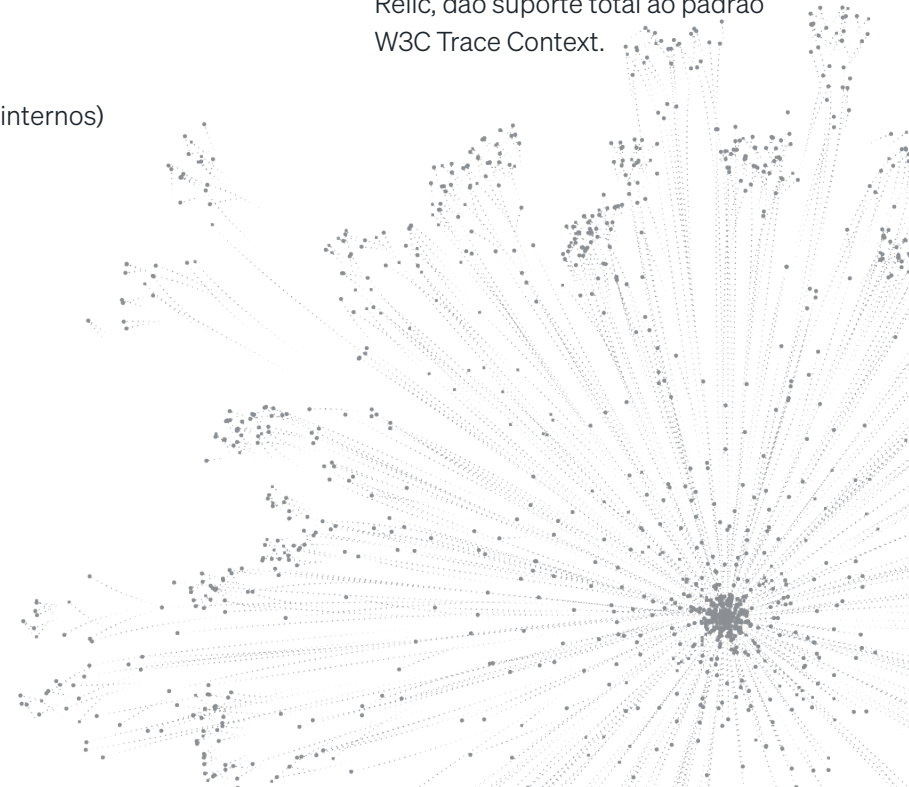 Relic, dão suporte total ao padrão
W3C Trace Context.
internos)